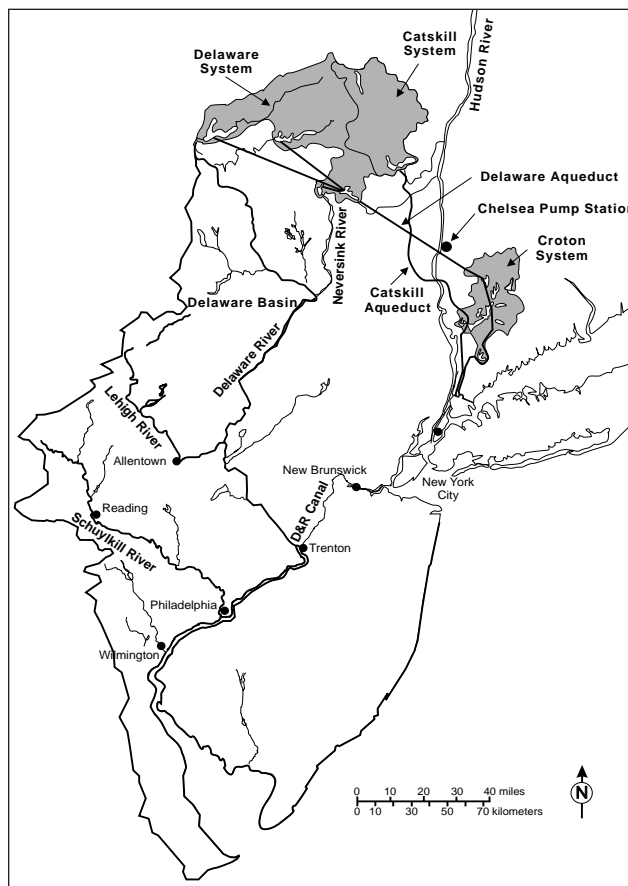 Delaware
System
Catskill
System
Hudson River
Delaware Aqueduct
Chelsea Pump Station
Croton
System
Neversink River
Catskill
Aqueduct
Delaware Basin
Delaware River
Lehigh River
Allentown
New Brunswick
New York
City
D&R Canal
Reading
Schuylkill River
Trenton
Philadelphia
Wilmington
0 10 20 30 40 miles
0 10 20 30 40 50 70 kilometers
N